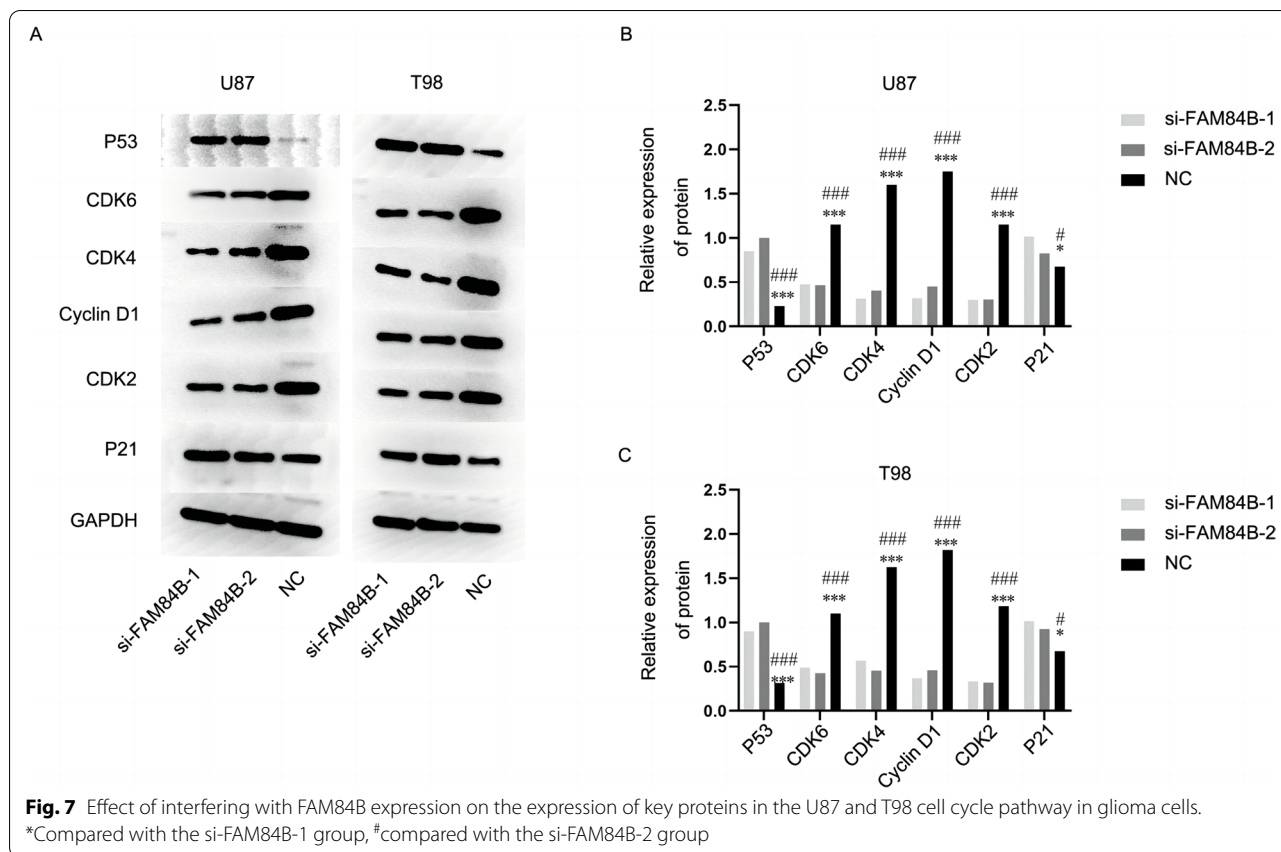 A
U87
T98
P53
CDK6
CDK4
Cyclin D1
CDK2
P21
GAPDH
si-FAM84B-1
si-FAM84B-2
NC
si-FAM84B-1
si-FAM84B-2
NC
B
U87
Relative expression
of protein
2.5
2.0
1.5
1.0
0.5
0.0
###
***
###
***
###
***
###
***
###
***
#
*
P53
CDK6
CDK4
Cyclin D1
CDK2
P21
si-FAM84B-1
si-FAM84B-2
NC
C
T98
Relative expression
of protein
2.5
2.0
1.5
1.0
0.5
0.0
###
***
###
***
###
***
###
***
###
***
#
*
P53
CDK6
CDK4
Cyclin D1
CDK2
P21
si-FAM84B-1
si-FAM84B-2
NC
Fig. 7 Effect of interfering with FAM84B expression on the expression of key proteins in the U87 and T98 cell cycle pathway in glioma cells.
*Compared with the si-FAM84B-1 group, #compared with the si-FAM84B-2 group